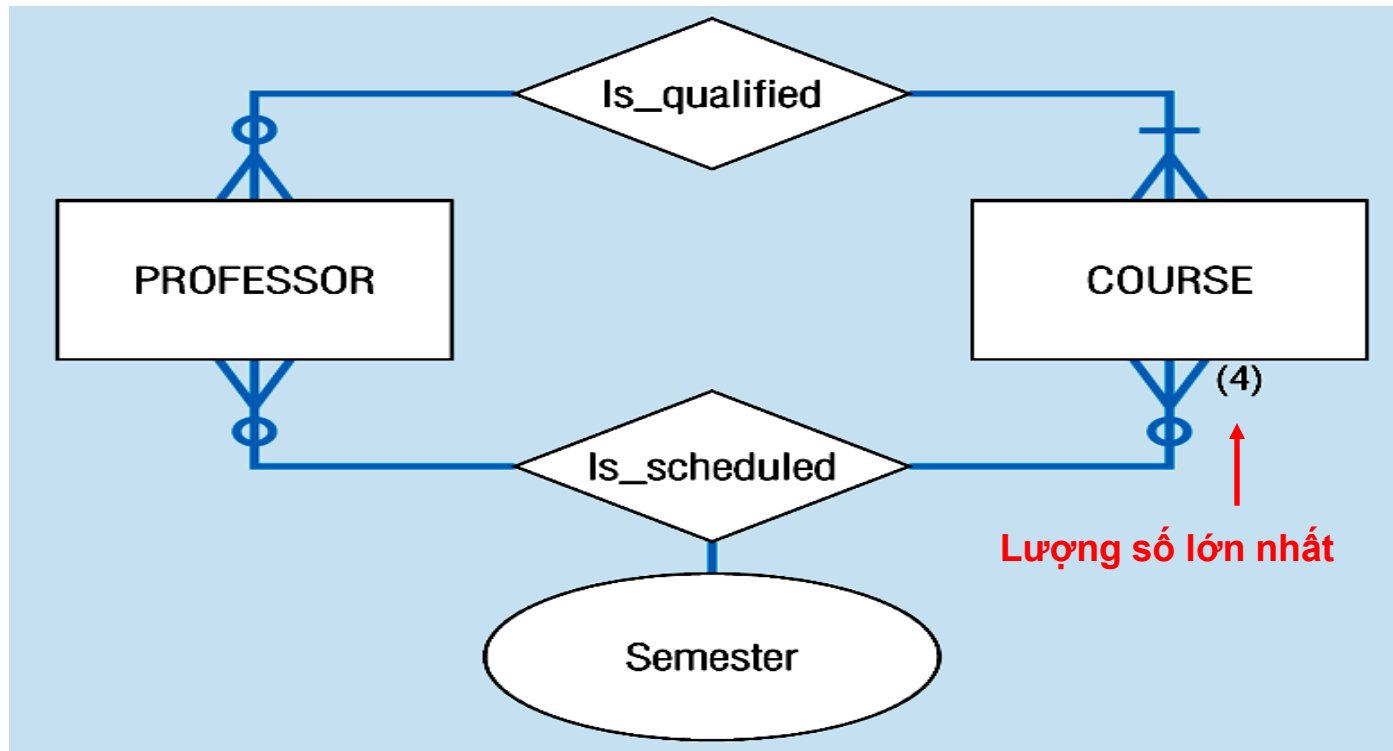 Is_qualified
PROFESSOR
COURSE
(4)
Is_scheduled
Lượng số lớn nhất
Semester